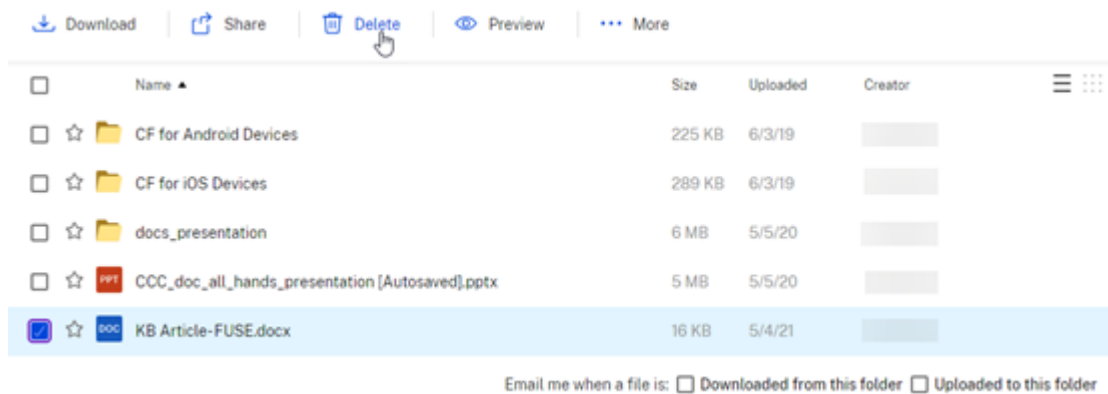 Download Share Delete Preview ••• More
Name ▲ Size Uploaded Creator
CF for Android Devices 225 KB 6/3/19
CF for iOS Devices 289 KB 6/3/19
docs_presentation 6 MB 5/5/20
PPT CCC_doc_all_hands_presentation [Autosaved].pptx 5 MB 5/5/20
DOC KB Article-FUSE.docx 16 KB 5/4/21
Email me when a file is: Downloaded from this folder Uploaded to this folder